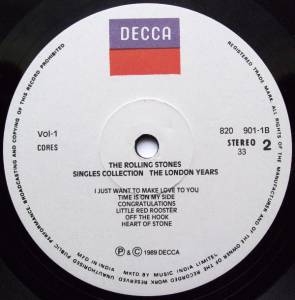 DECCA
Vol-1
CORES
820 901-1B
STEREO 2
33
THE ROLLING STONES
SINGLES COLLECTION THE LONDON YEARS
I JUST WANT TO MAKE LOVE TO YOU
TIME IS ON MY SIDE
CONGRATULATIONS
LITTLE RED ROOSTER
OFF THE HOOK
HEART OF STONE
MFD IN INDIA
℗ © 1989 DECCA
MKTD BY MUSIC INDIA LIMITED
REGISTERED TRADE MARK. ALL RIGHTS OF THE MANUFACTURER AND OF THE OWNER OF THE RECORDED WORK RESERVED. UNAUTHORISED PUBLIC PERFORMANCE, BROADCASTING AND COPYING OF THIS RECORD PROHIBITED